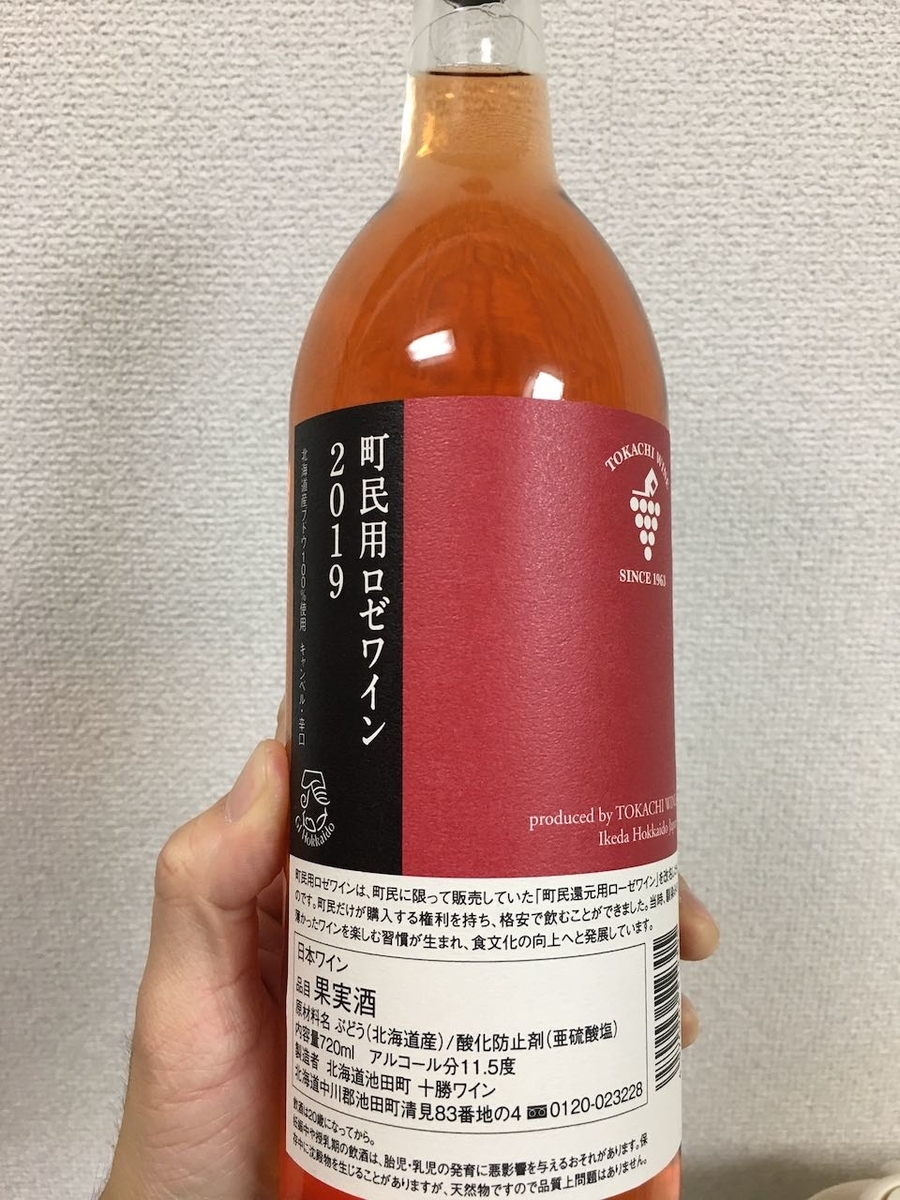 町民用ロゼワイン
2019
北海道産ブドウ100%使用 キャンベル・辛口
GI Hokkaido
TOKACHI WINE
SINCE 1963
produced by TOKACHI WINE
Ikeda Hokkaido Japan
町民用ロゼワインは、町民に限って販売していた「町民還元用ローゼワイン」を改
のです。町民だけが購入する権利を持ち、格安で飲むことができました。当時、
薄かったワインを楽しむ習慣が生まれ、食文化の向上へと発展しています。
日本ワイン
品目 果実酒
原材料名 ぶどう(北海道産)/酸化防止剤(亜硫酸塩)
内容量720ml アルコール分11.5度
製造者 北海道池田町 十勝ワイン
北海道中川郡池田町清見83番地の4 0120-023228
飲酒は20歳になってから。
妊娠中や授乳期の飲酒は、胎児・乳児の発育に悪影響を与えるおそれがあります。保
存中に沈殿物を生じることがありますが、天然物ですので品質上問題はありません。